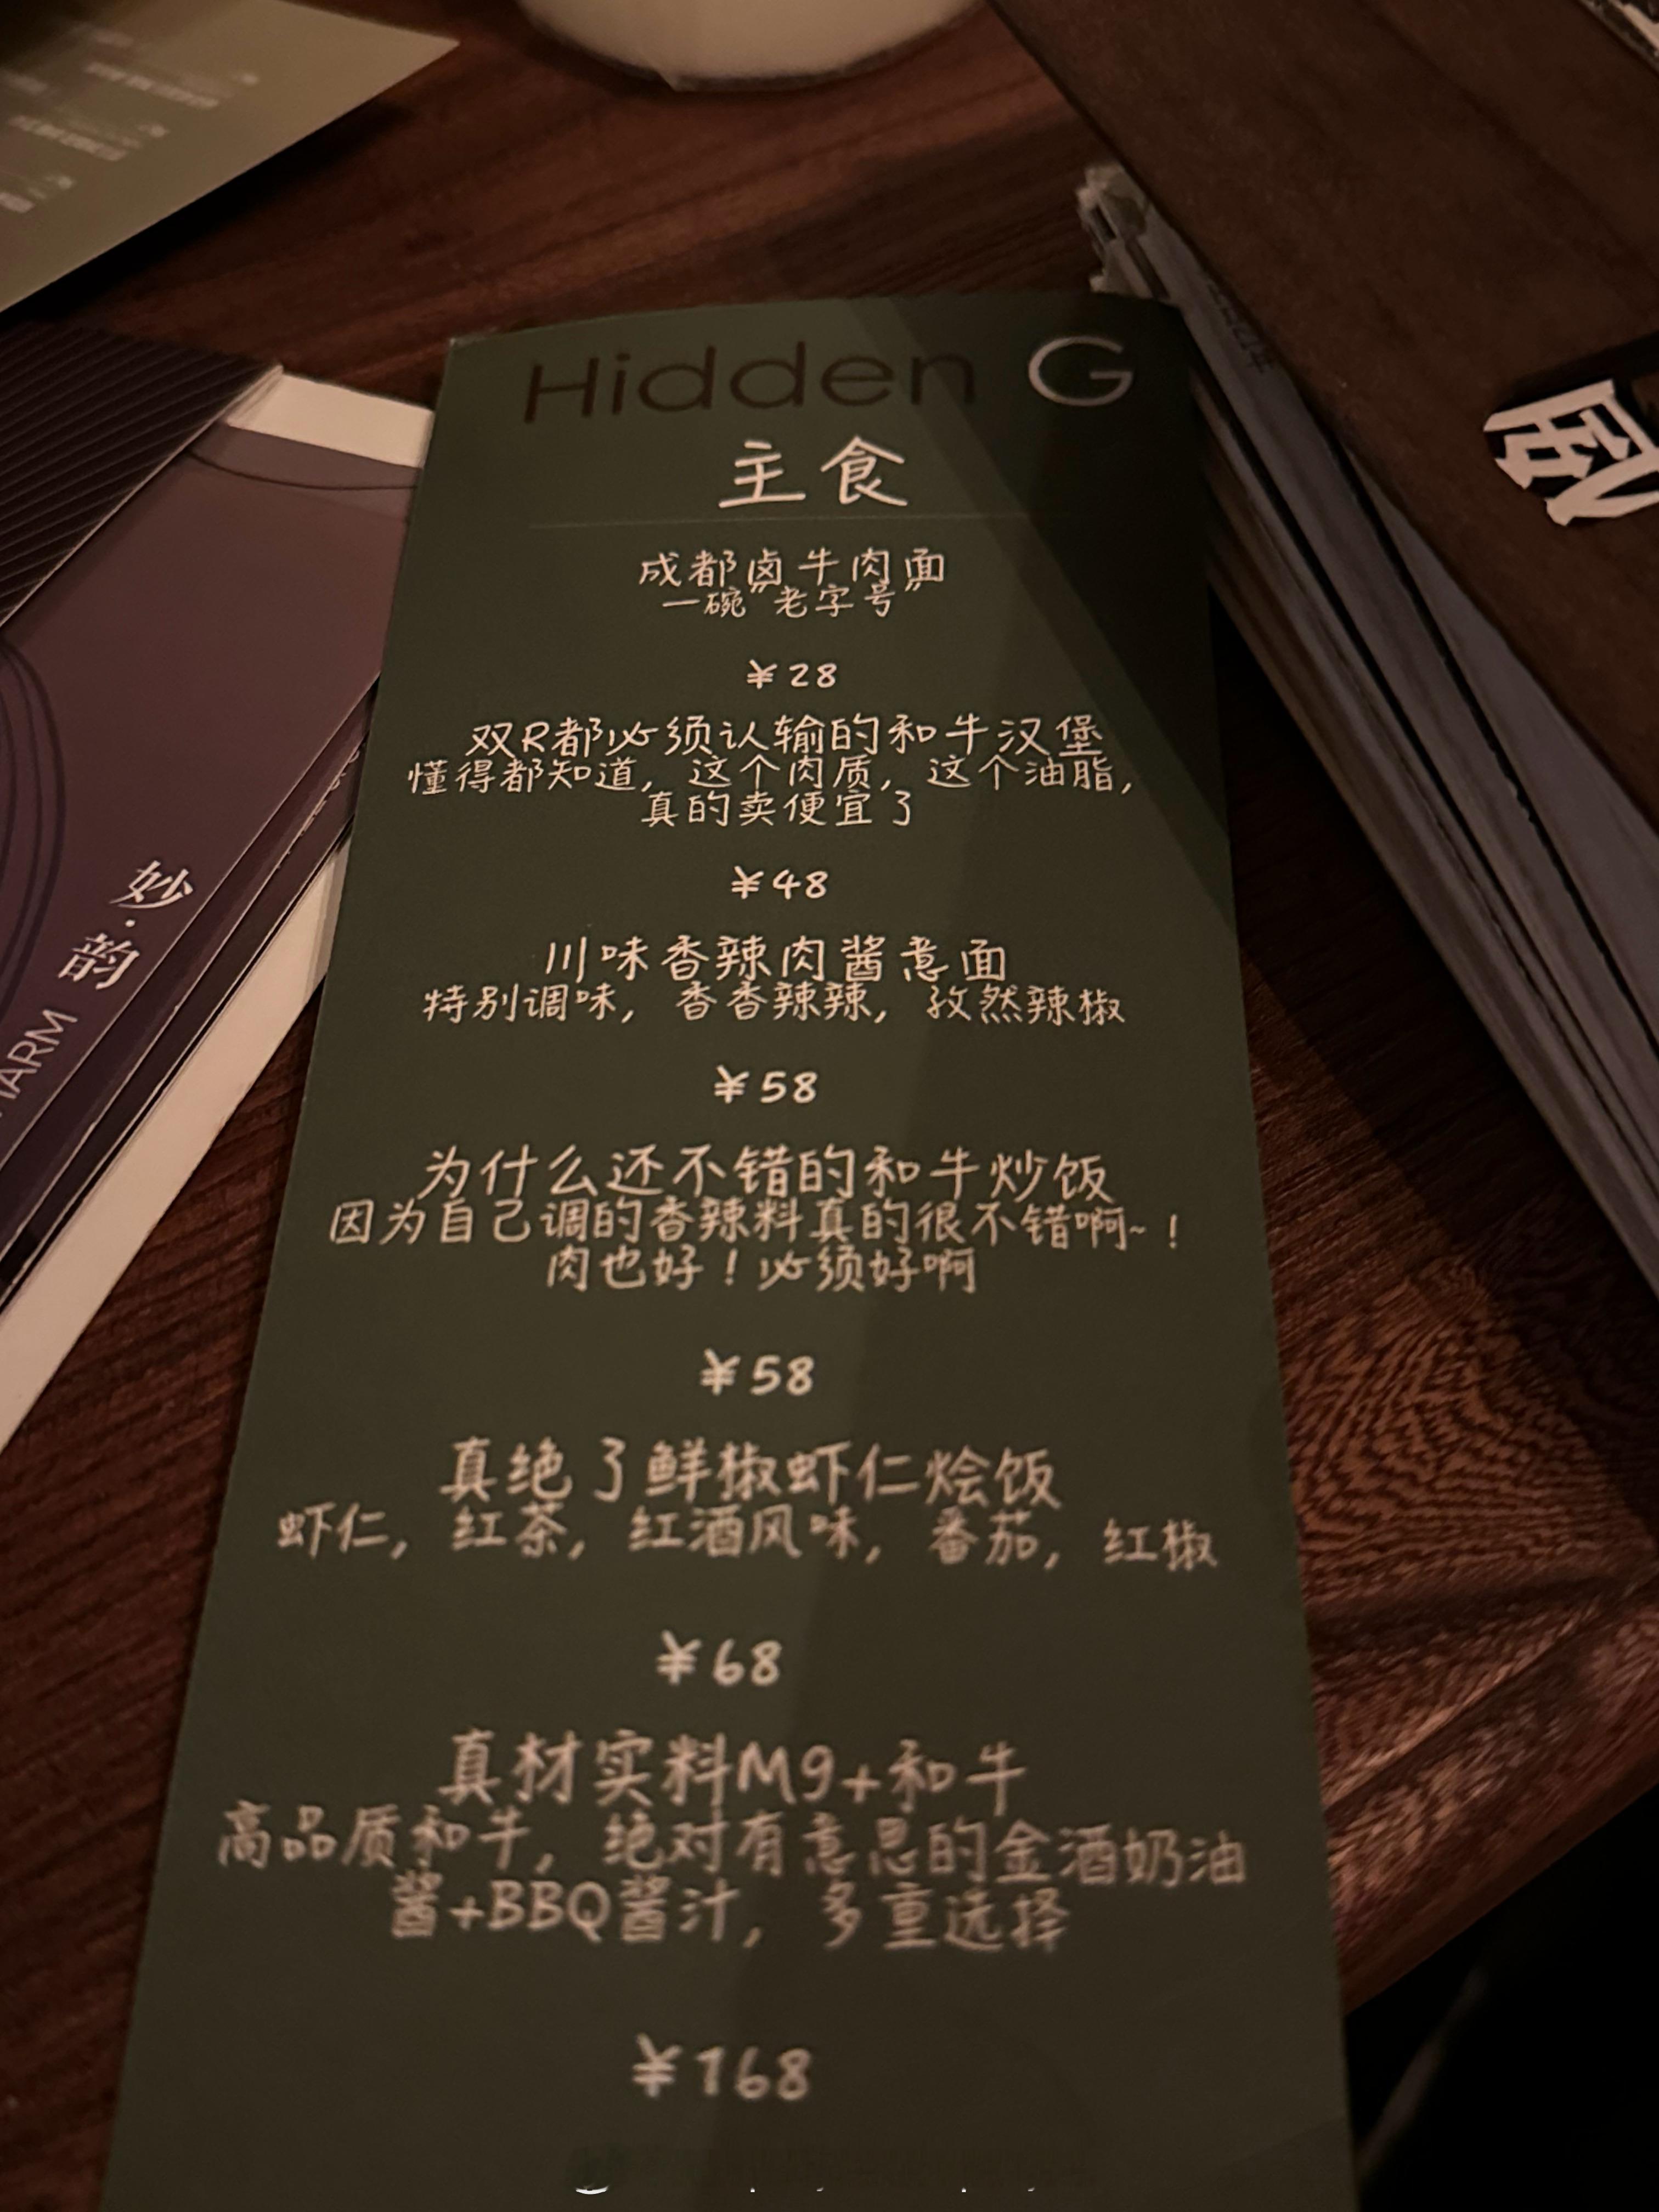 Hidden G
主食
成都卤牛肉面
一碗“老字号”
¥28
双R都必须认输的和牛汉堡
懂得都知道，这个肉质，这个油脂，
真的卖便宜了
¥48
川味香辣肉酱意面
特别调味，香香辣辣，孜然辣椒
¥58
为什么还不错的和牛炒饭
因为自己调的香辣料真的很不错啊~！
肉也好！必须好啊
¥58
真绝了鲜椒虾仁烩饭
虾仁，红茶，红酒风味，番茄，红椒
¥68
真材实料M9+和牛
高品质和牛，绝对有意思的金酒奶油
酱+BBQ酱汁，多重选择
¥168
妙·韵